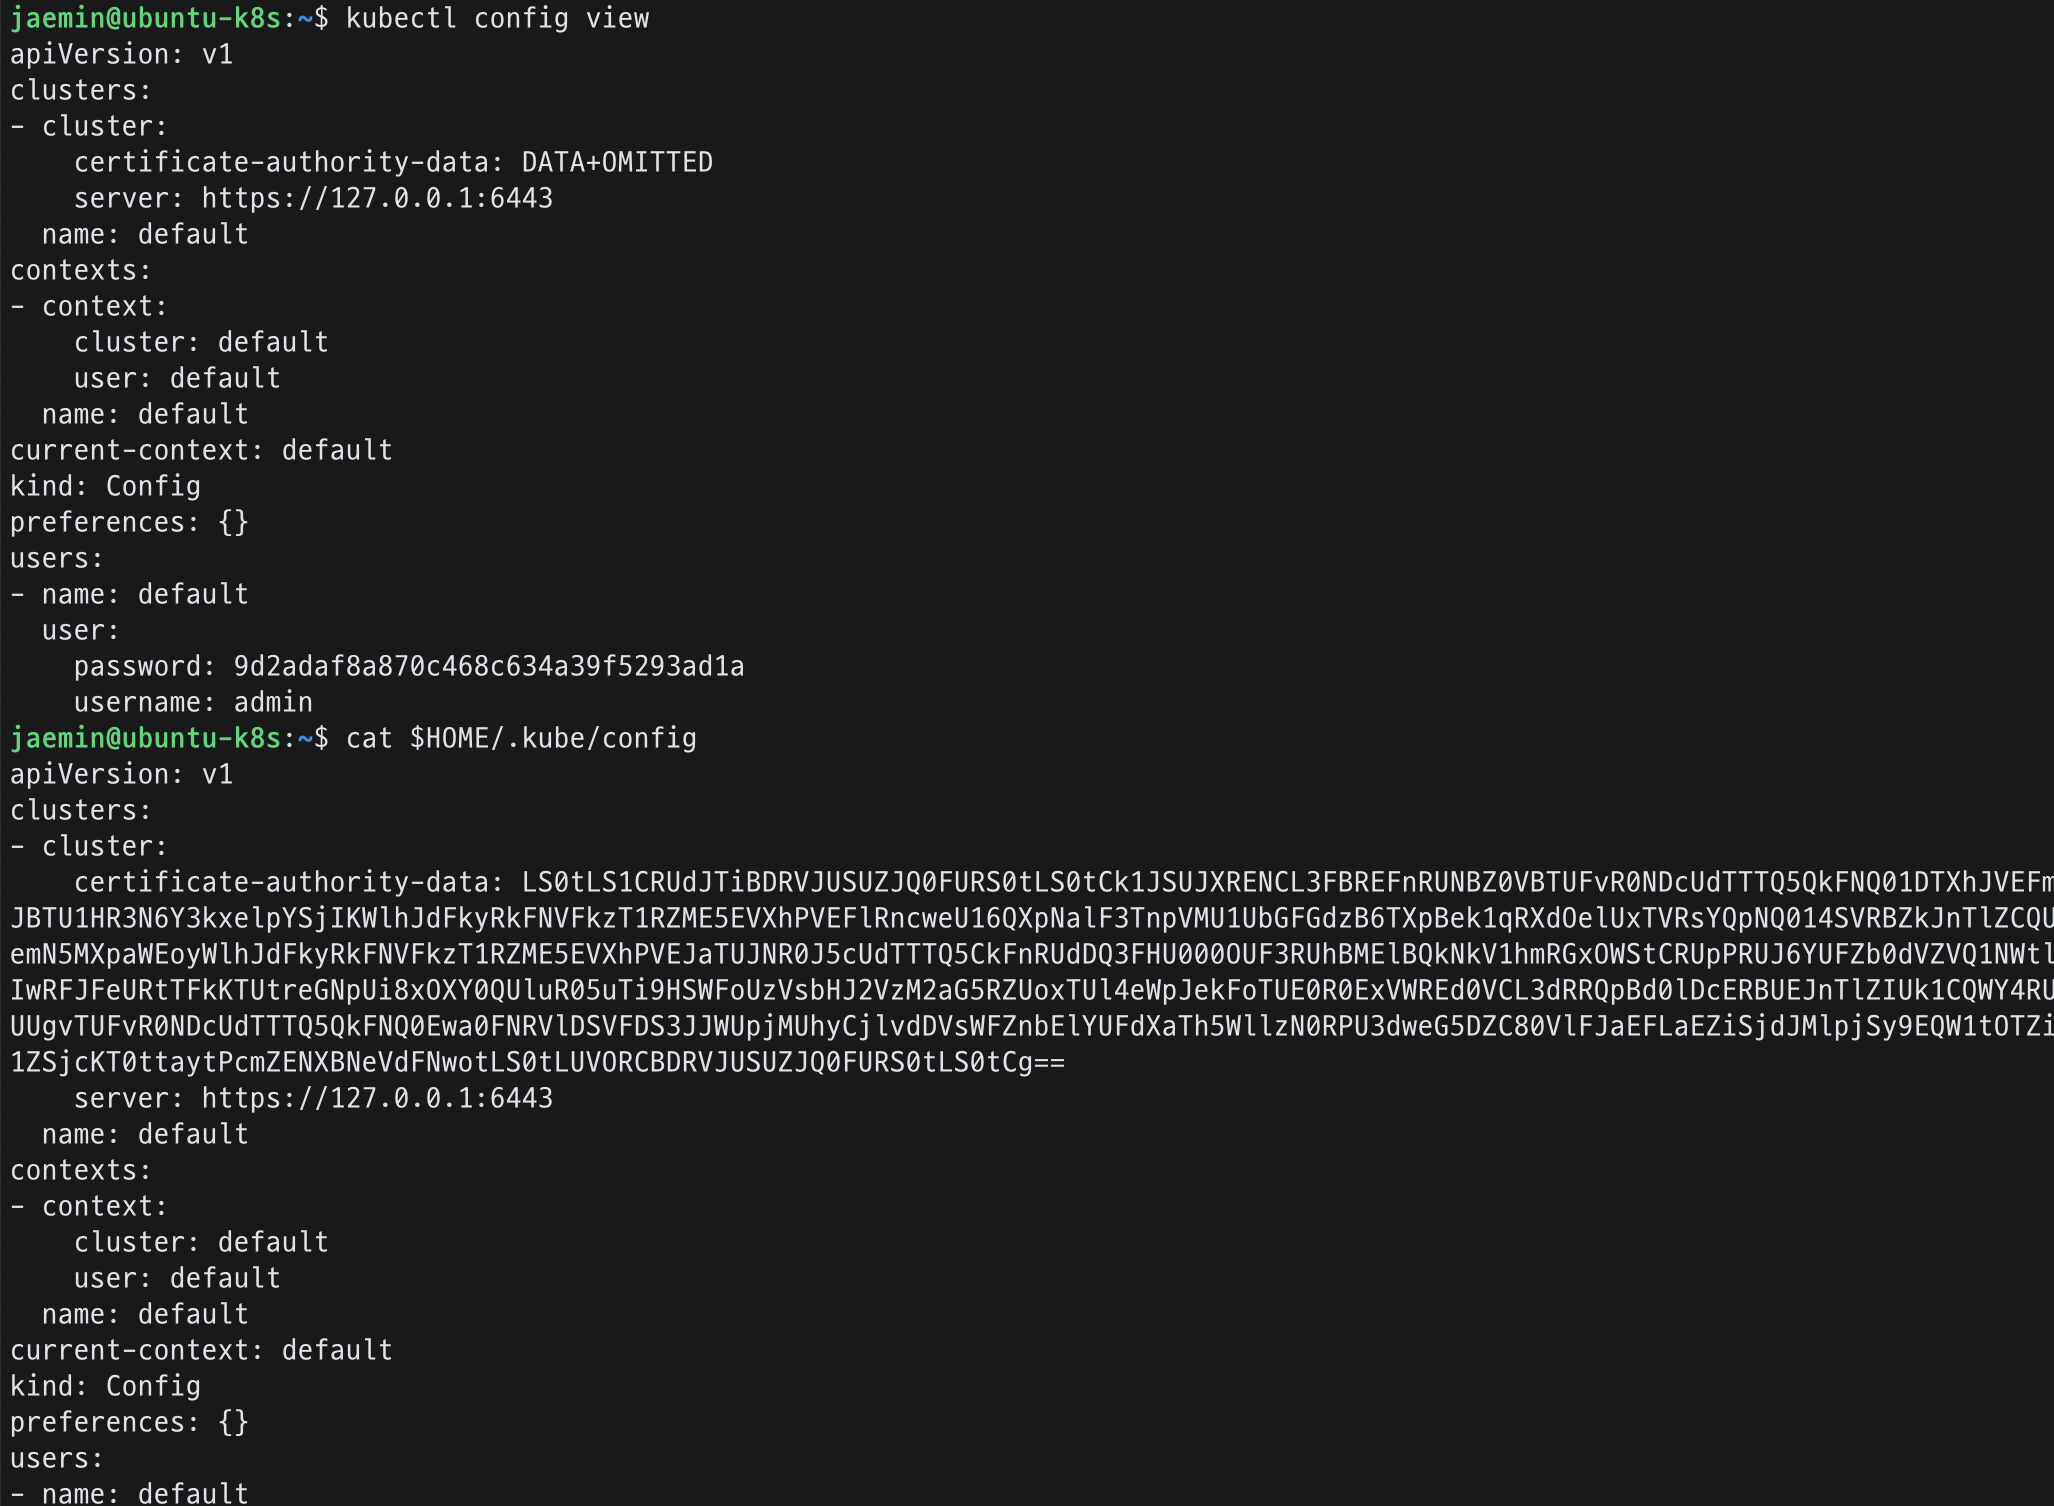 jaemin@ubuntu-k8s:~$ kubectl config view
apiVersion: v1
clusters:
- cluster:
    certificate-authority-data: DATA+OMITTED
    server: https://127.0.0.1:6443
  name: default
contexts:
- context:
    cluster: default
    user: default
  name: default
current-context: default
kind: Config
preferences: {}
users:
- name: default
  user:
    password: 9d2adaf8a870c468c634a39f5293ad1a
    username: admin
jaemin@ubuntu-k8s:~$ cat $HOME/.kube/config
apiVersion: v1
clusters:
- cluster:
    certificate-authority-data: LS0tLS1CRUdJTiBDRVJUSUZJQ0FURS0tLS0tCk1JSUJXRENCL3FBREFnRUNBZ0VBTUFvR0NDcUdTTTQ5QkFNQ01DTXhJVEFm
JBTU1HR3N6Y3kxelpYSjIKWlhJdFkyRkFNVFkzT1RZME5EVXhPVEFlRncweU16QXpNalF3TnpVMU1UbGFGdzB6TXpBek1qRXdOelUxTVRsYQpNQ014SVRBZkJnTlZCQU
emN5MXpaWEoyWlhJdFkyRkFNVFkzT1RZME5EVXhPVEJaTUJNR0J5cUdTTTQ5CkFnRUdDQ3FHU000OUF3RUhBMElBQkNkV1hmRGxOWStCRUpPRUJ6YUFZb0dVZVQ1NWtl
IwRFJFeURtTFkKTUtreGNpUi8xOXY0QUluR05uTi9HSWFoUzVsbHJ2VzM2aG5RZUoxTUl4eWpJekFoTUE0R0ExVWREd0VCL3dRRQpBd0lDcERBUEJnTlZIUk1CQWY4RU
UUgvTUFvR0NDcUdTTTQ5QkFNQ0Ewa0FNRVlDSVFDS3JJWUpjMUhyCjlvdDVsWFZnbElYUFdXaTh5WllzN0RPU3dweG5DZC80VlFJaEFLaEZiSjdJMlpjSy9EQW1tOTZi
1ZSjcKT0ttaytPcmZENXBNeVdFNwotLS0tLUVORCBDRVJUSUZJQ0FURS0tLS0tCg==
    server: https://127.0.0.1:6443
  name: default
contexts:
- context:
    cluster: default
    user: default
  name: default
current-context: default
kind: Config
preferences: {}
users:
- name: default